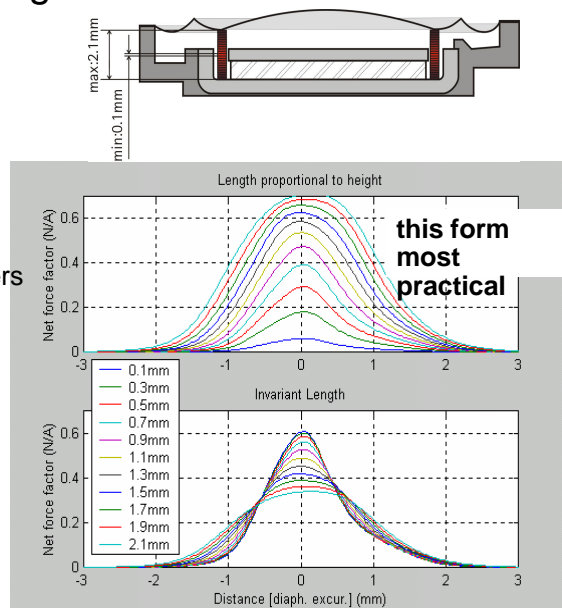 g
max:2.1mm
min:0.1mm
Length proportional to height
Net force factor (N/A)
0.6
0.4
0.2
0
-3 -2 -1 0 1 2 3
this form
most
practical
ers
0.1mm
0.3mm
0.5mm
0.7mm
0.9mm
1.1mm
1.3mm
1.5mm
1.7mm
1.9mm
2.1mm
Invariant Length
Net force factor (N/A)
0.6
0.4
0.2
0
-3 -2 -1 0 1 2 3
Distance [diaph. excur.] (mm)